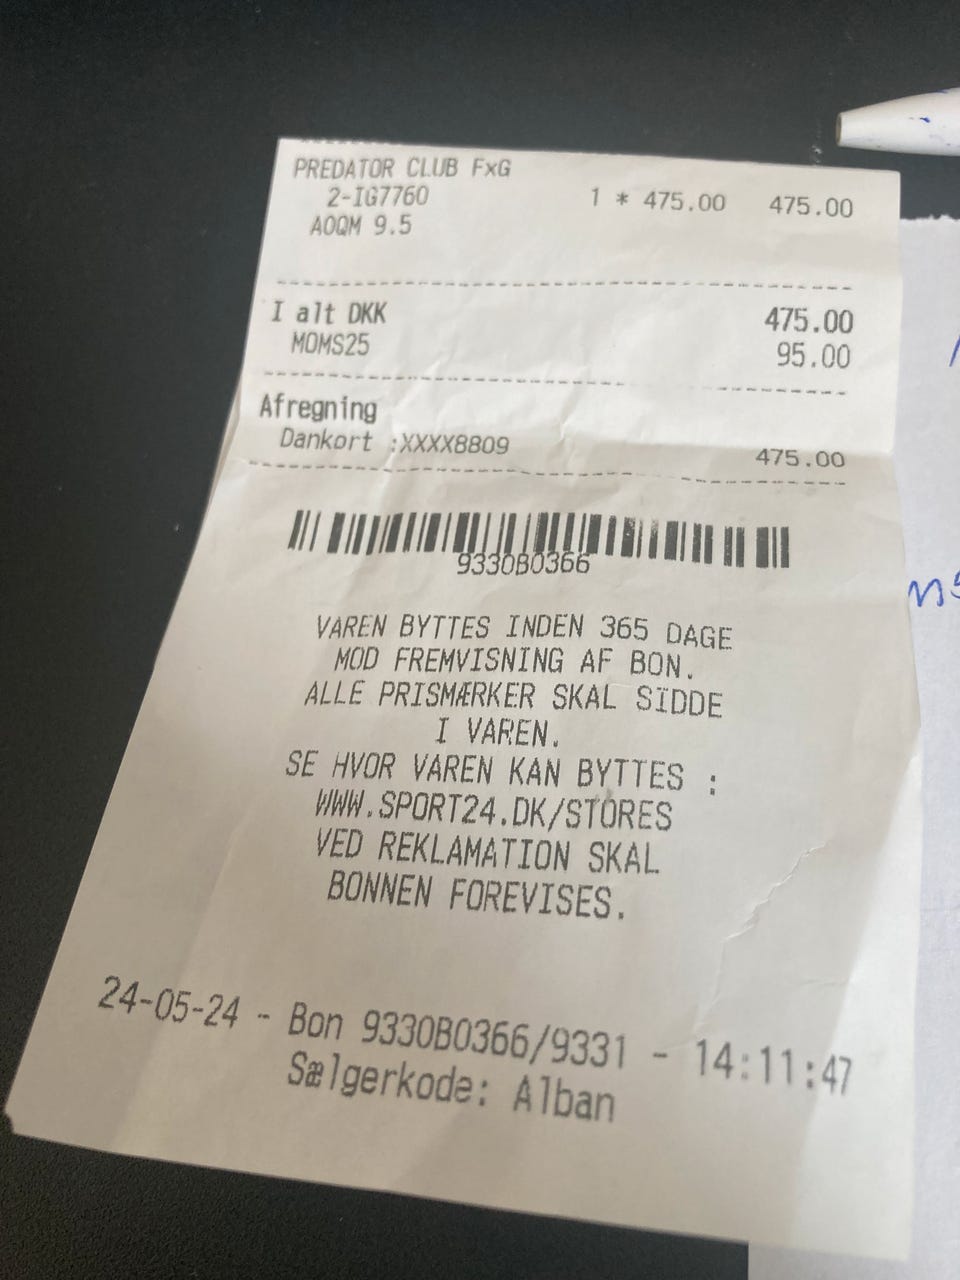 PREDATOR CLUB FxG
2-IG7760 1 * 475.00 475.00
AOQM 9.5
I alt DKK 475.00
MOMS25 95.00
Afregning
Dankort :XXXX8809 475.00
9330B0366
VAREN BYTTES INDEN 365 DAGE
MOD FREMVISNING AF BON.
ALLE PRISMÆRKER SKAL SIDDE
I VAREN.
SE HVOR VAREN KAN BYTTES :
WWW.SPORT24.DK/STORES
VED REKLAMATION SKAL
BONNEN FOREVISES.
24-05-24 - Bon 9330B0366/9331 - 14:11:47
Sælgerkode: Alban